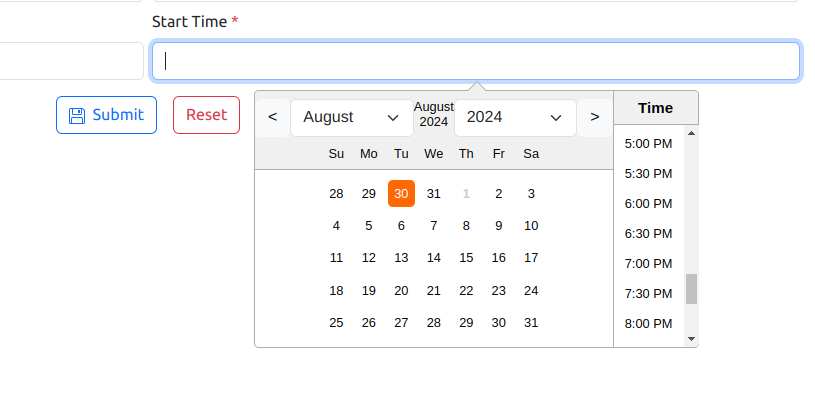 Start Time *
Submit
Reset
< August August 2024 2024 >
Su Mo Tu We Th Fr Sa
28 29 30 31 1 2 3
4 5 6 7 8 9 10
11 12 13 14 15 16 17
18 19 20 21 22 23 24
25 26 27 28 29 30 31
Time
5:00 PM
5:30 PM
6:00 PM
6:30 PM
7:00 PM
7:30 PM
8:00 PM